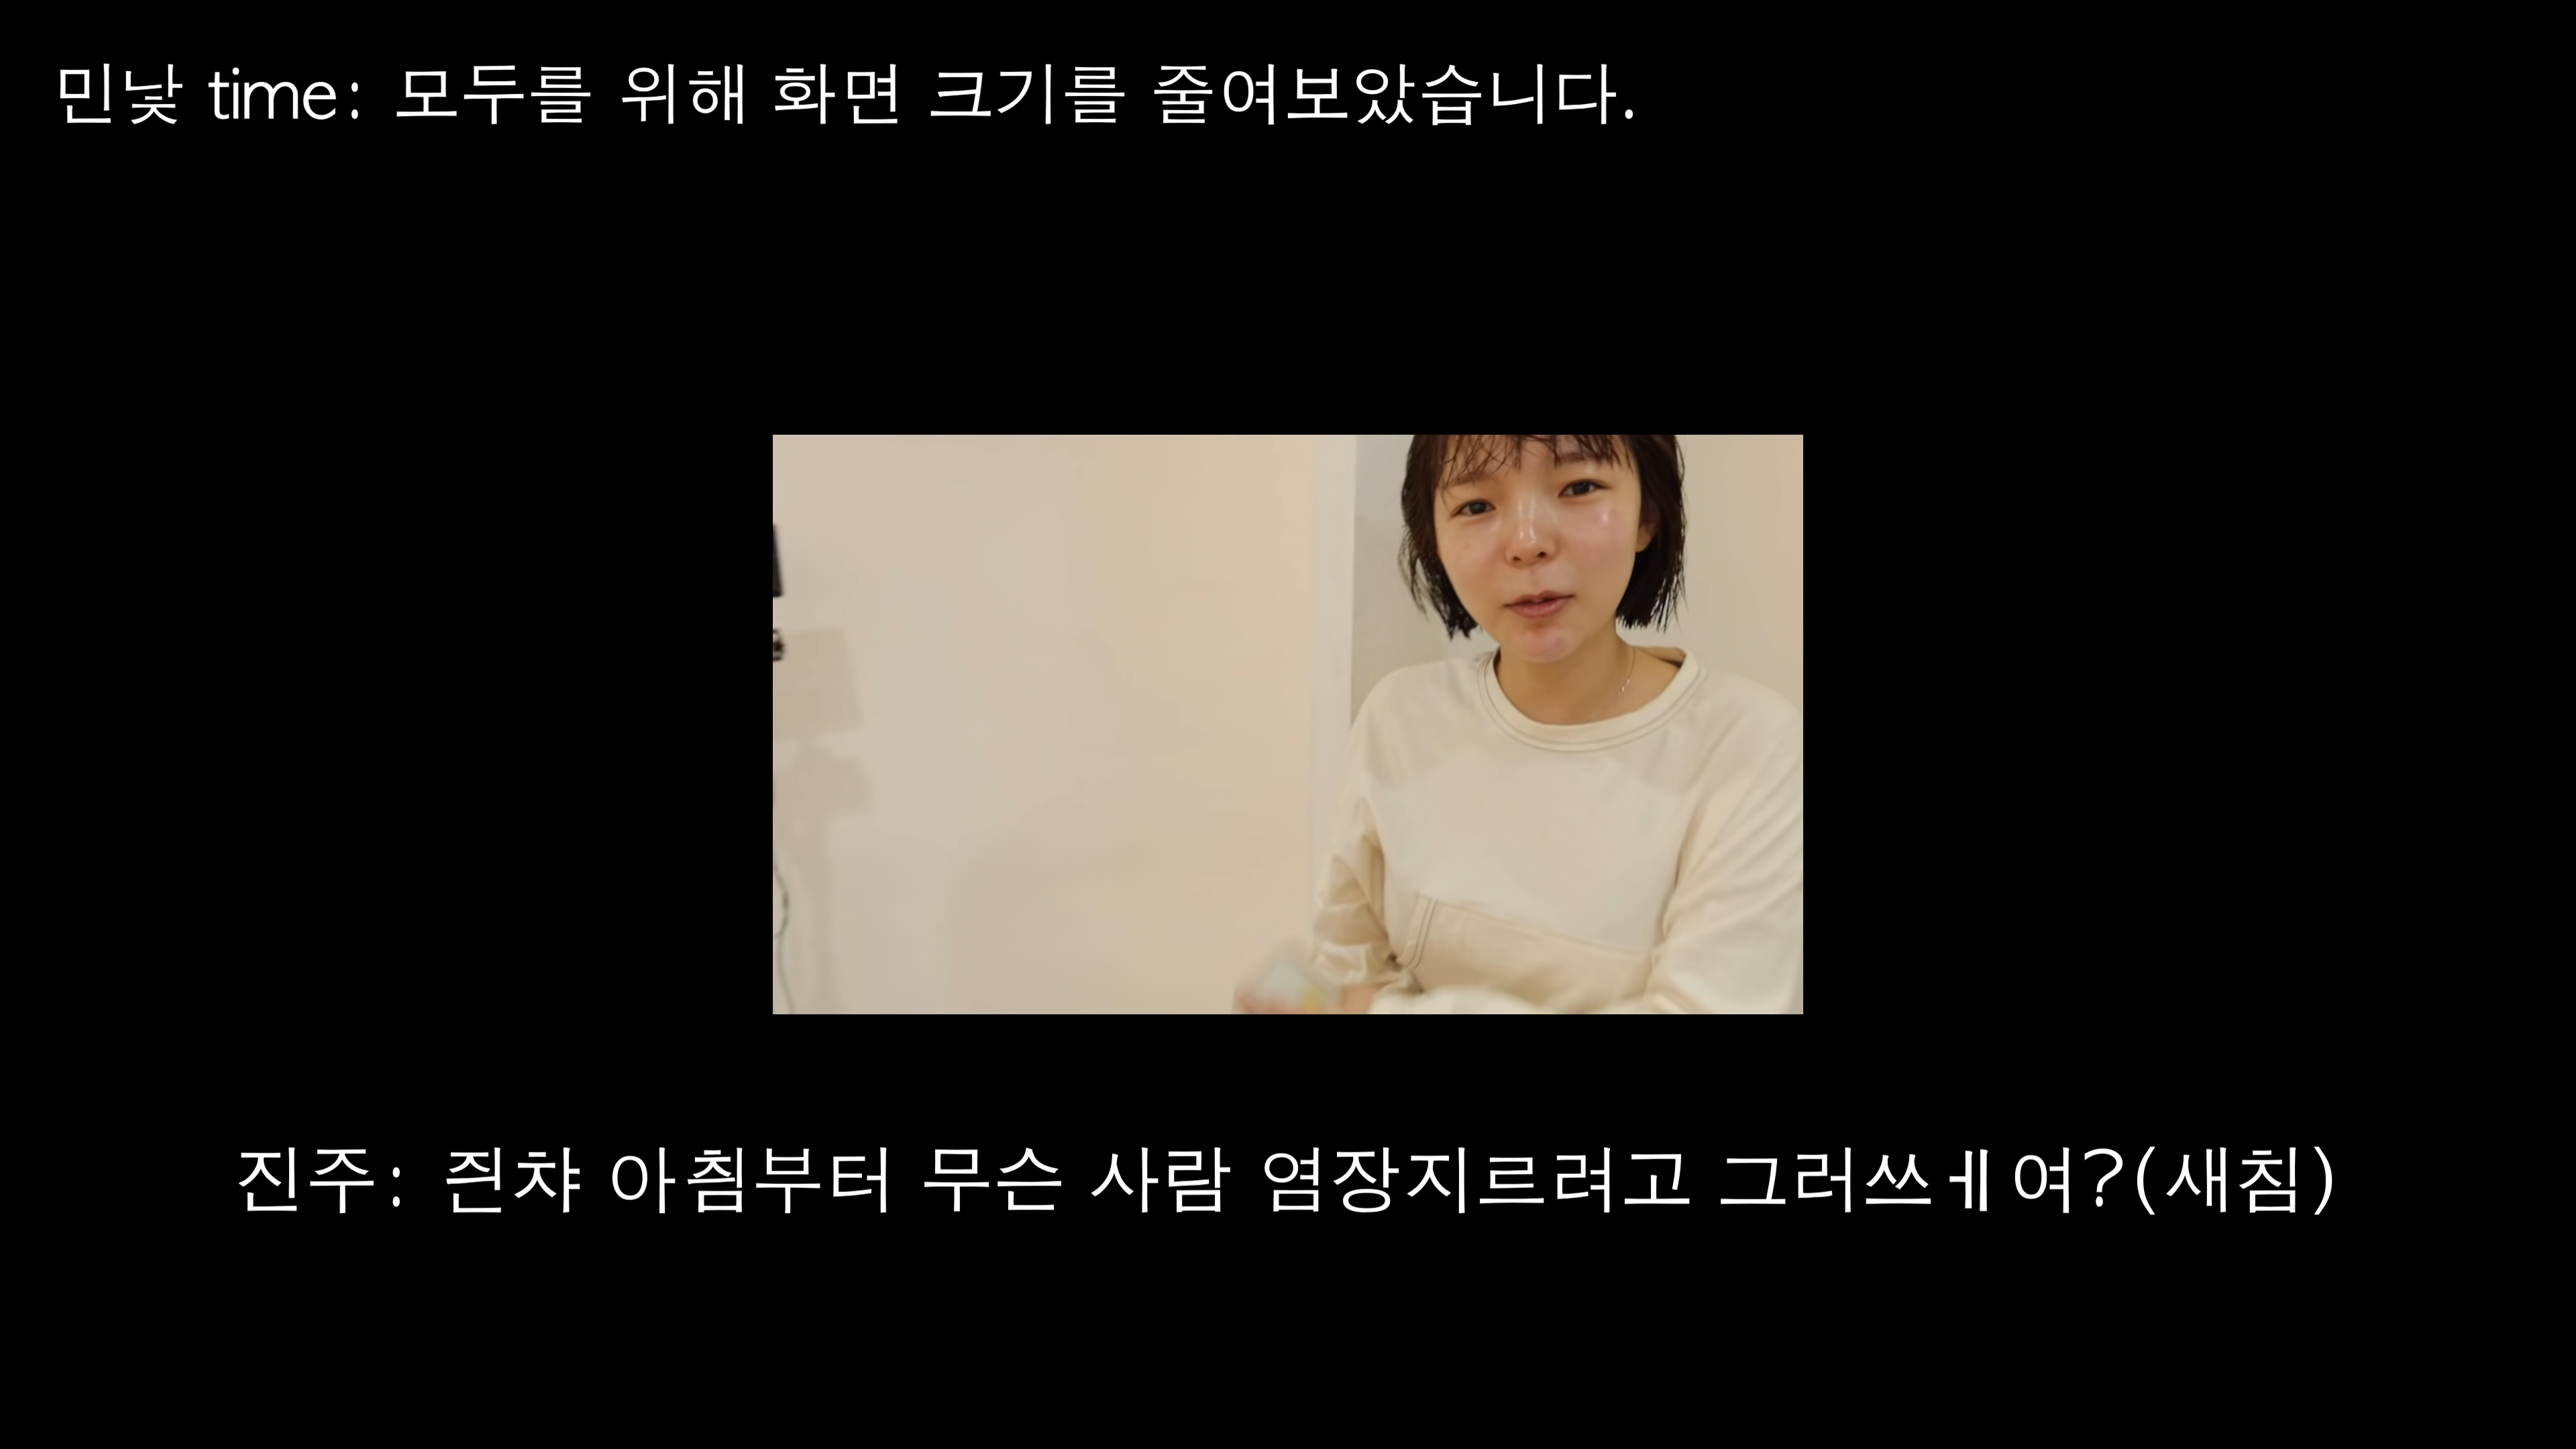 민낯 time: 모두를 위해 화면 크기를 줄여보았습니다.
진주: 죈챠 아침부터 무슨 사람 염장지르려고 그러쓰ㅔ여?(새침)